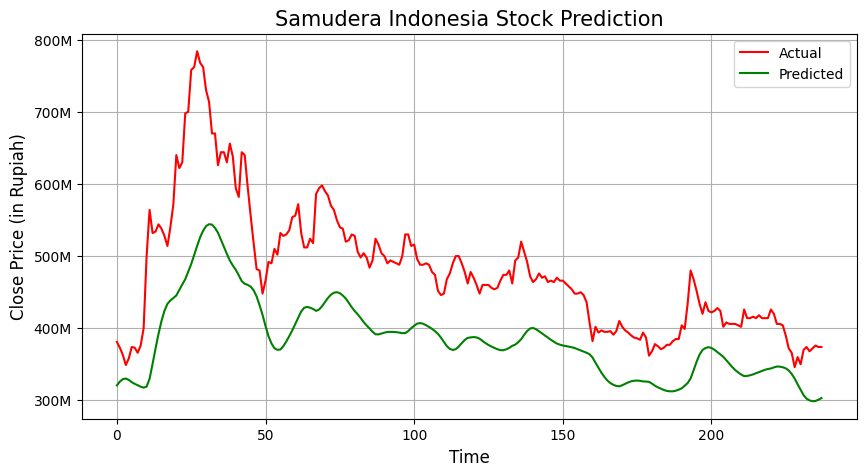 Samudera Indonesia Stock Prediction
Actual
Predicted
Close Price (in Rupiah)
800M
700M
600M
500M
400M
300M
0 50 100 150 200
Time